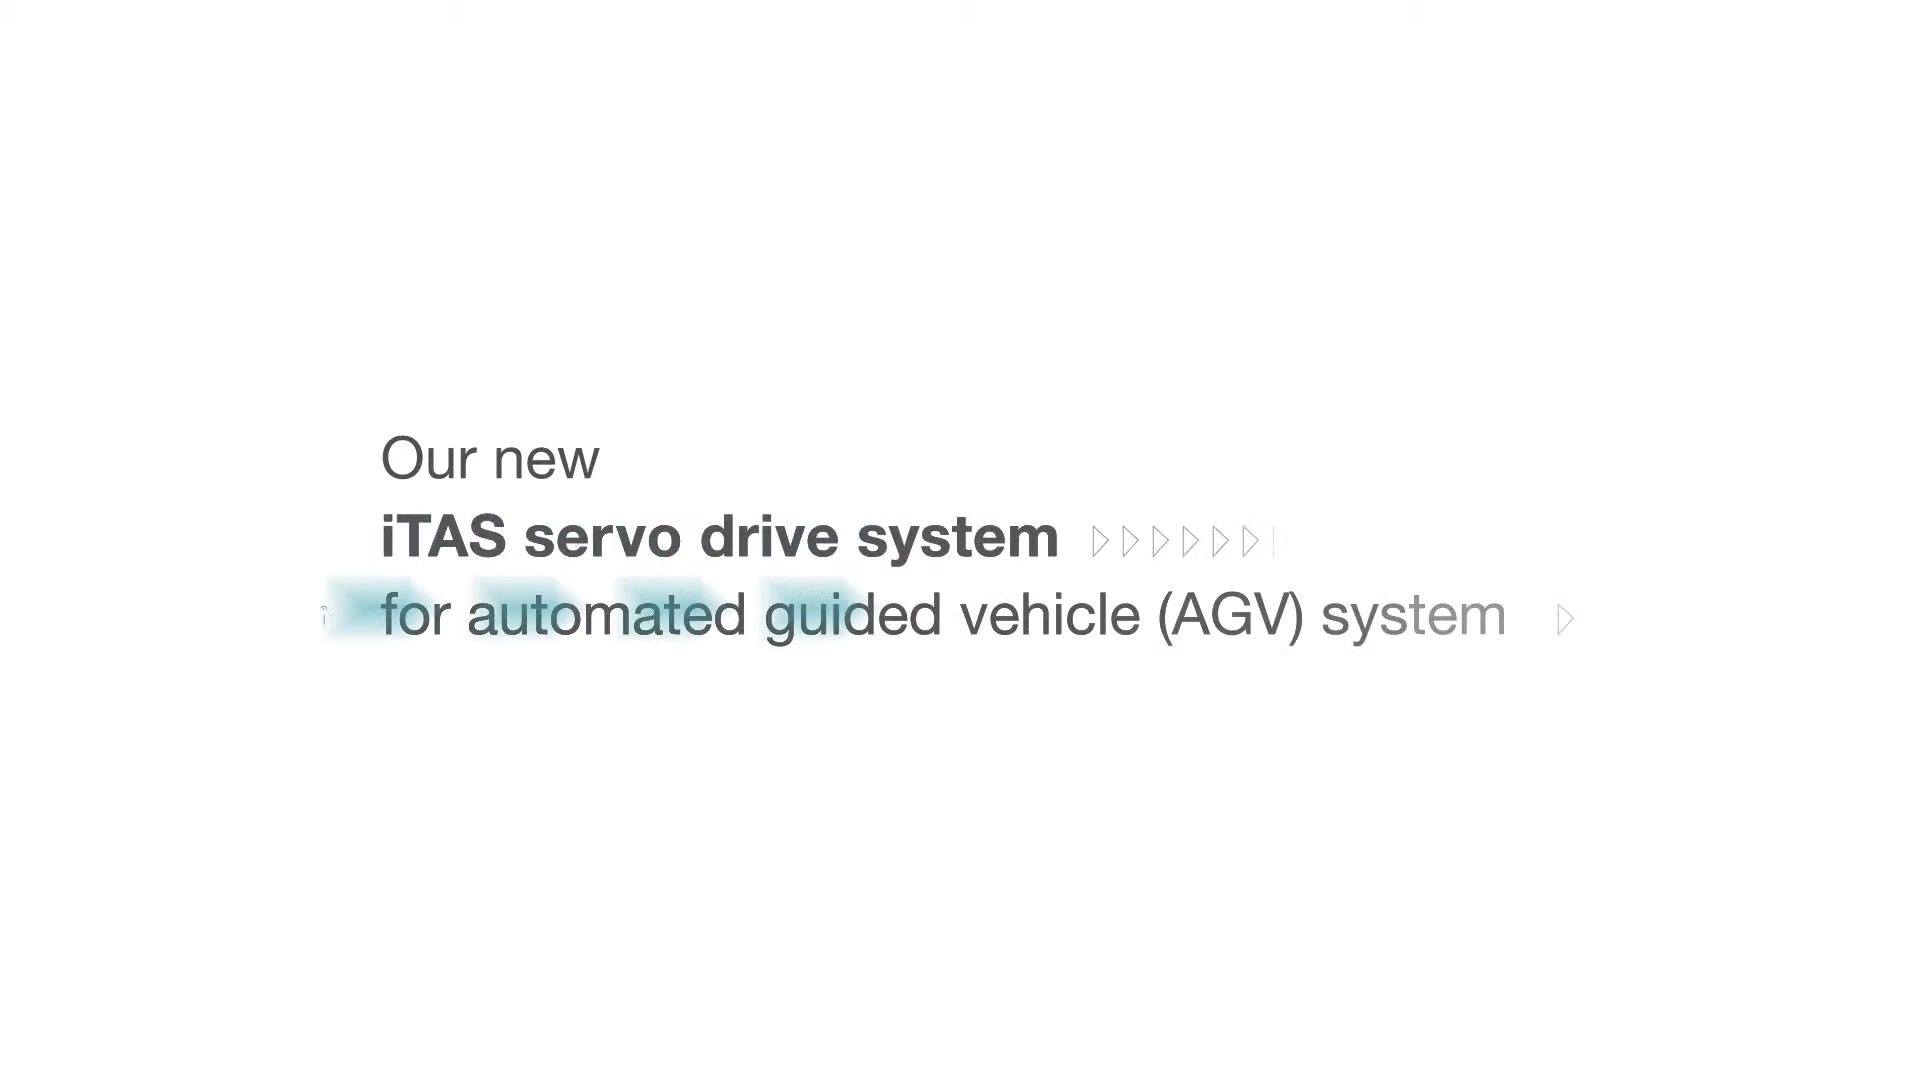 Our new
iTAS servo drive system
for automated guided vehicle (AGV) system